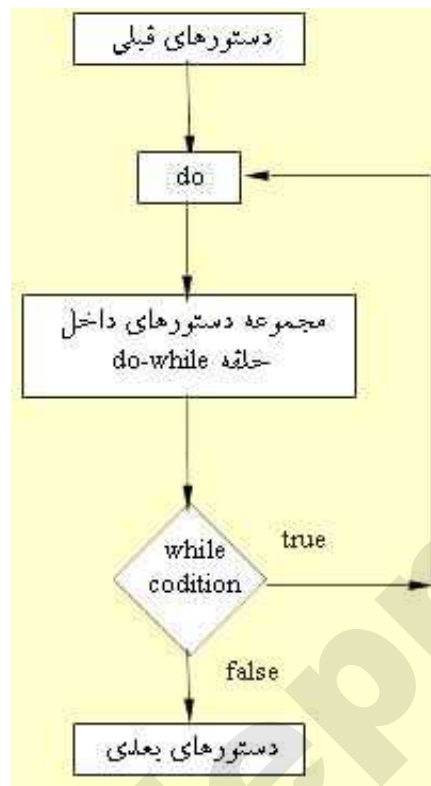 دستورهای قبلی
do
مجموعه دستورهای داخل
حلقه do-while
while
codition
true
false
دستورهای بعدی